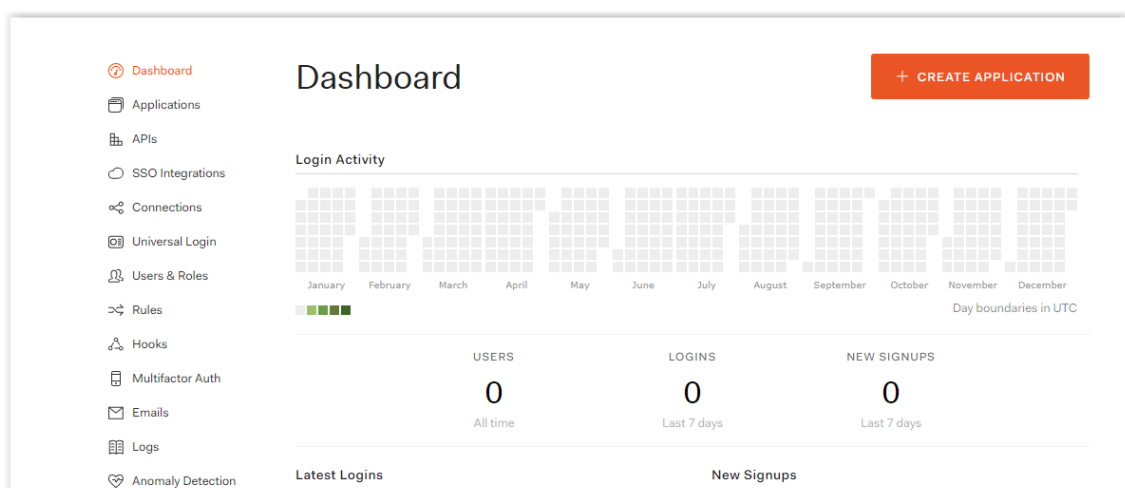 Dashboard
Applications
APIs
SSO Integrations
Connections
Universal Login
Users & Roles
Rules
Hooks
Multifactor Auth
Emails
Logs
Anomaly Detection
Dashboard
+ CREATE APPLICATION
Login Activity
January February March April May June July August September October November December
Day boundaries in UTC
USERS LOGINS NEW SIGNUPS
0 0 0
All time Last 7 days Last 7 days
Latest Logins New Signups